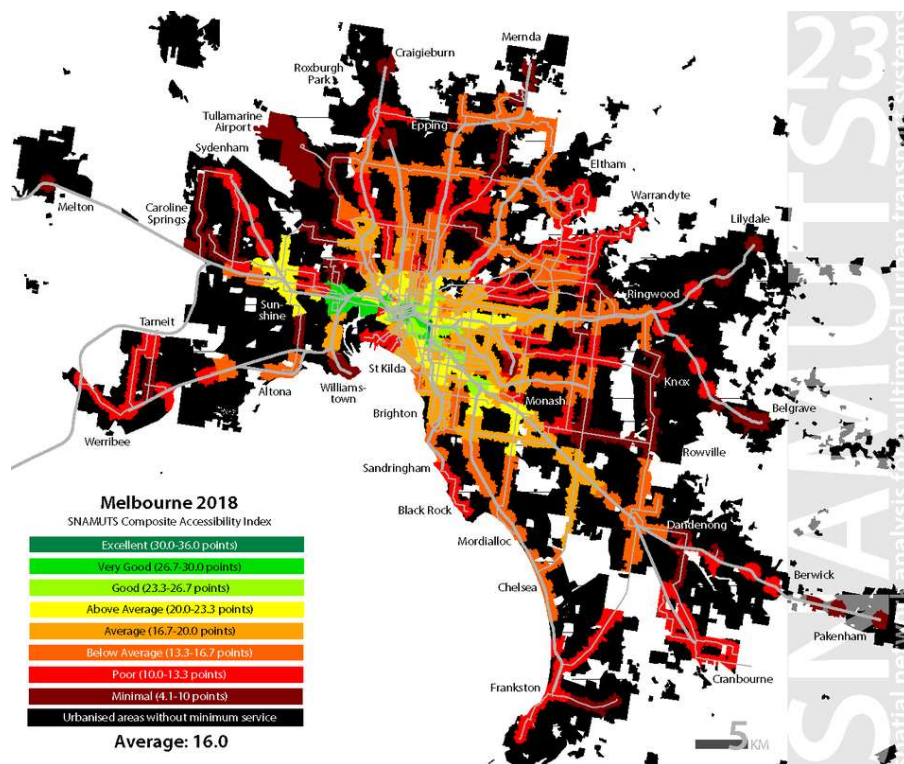 Mernda
Craigieburn
Roxburgh
Park
Tullamarine
Airport
Epping
Sydenham
Eltham
Warrandyte
Melton
Caroline
Springs
Lilydale
Ringwood
Sun-
shine
Tarneit
St Kilda
Knox
Altona
Williams-
town
Monash
Belgrave
Brighton
Werribee
Rowville
Sandringham
Black Rock
Dandenong
Mordialloc
Berwick
Chelsea
Pakenham
Cranbourne
Frankston
Melbourne 2018
SNAMUTS Composite Accessibility Index
Excellent (30.0-36.0 points)
Very Good (26.7-30.0 points)
Good (23.3-26.7 points)
Above Average (20.0-23.3 points)
Average (16.7-20.0 points)
Below Average (13.3-16.7 points)
Poor (10.0-13.3 points)
Minimal (4.1-10 points)
Urbanised areas without minimum service
Average: 16.0
5 KM
23
SNAMUTS